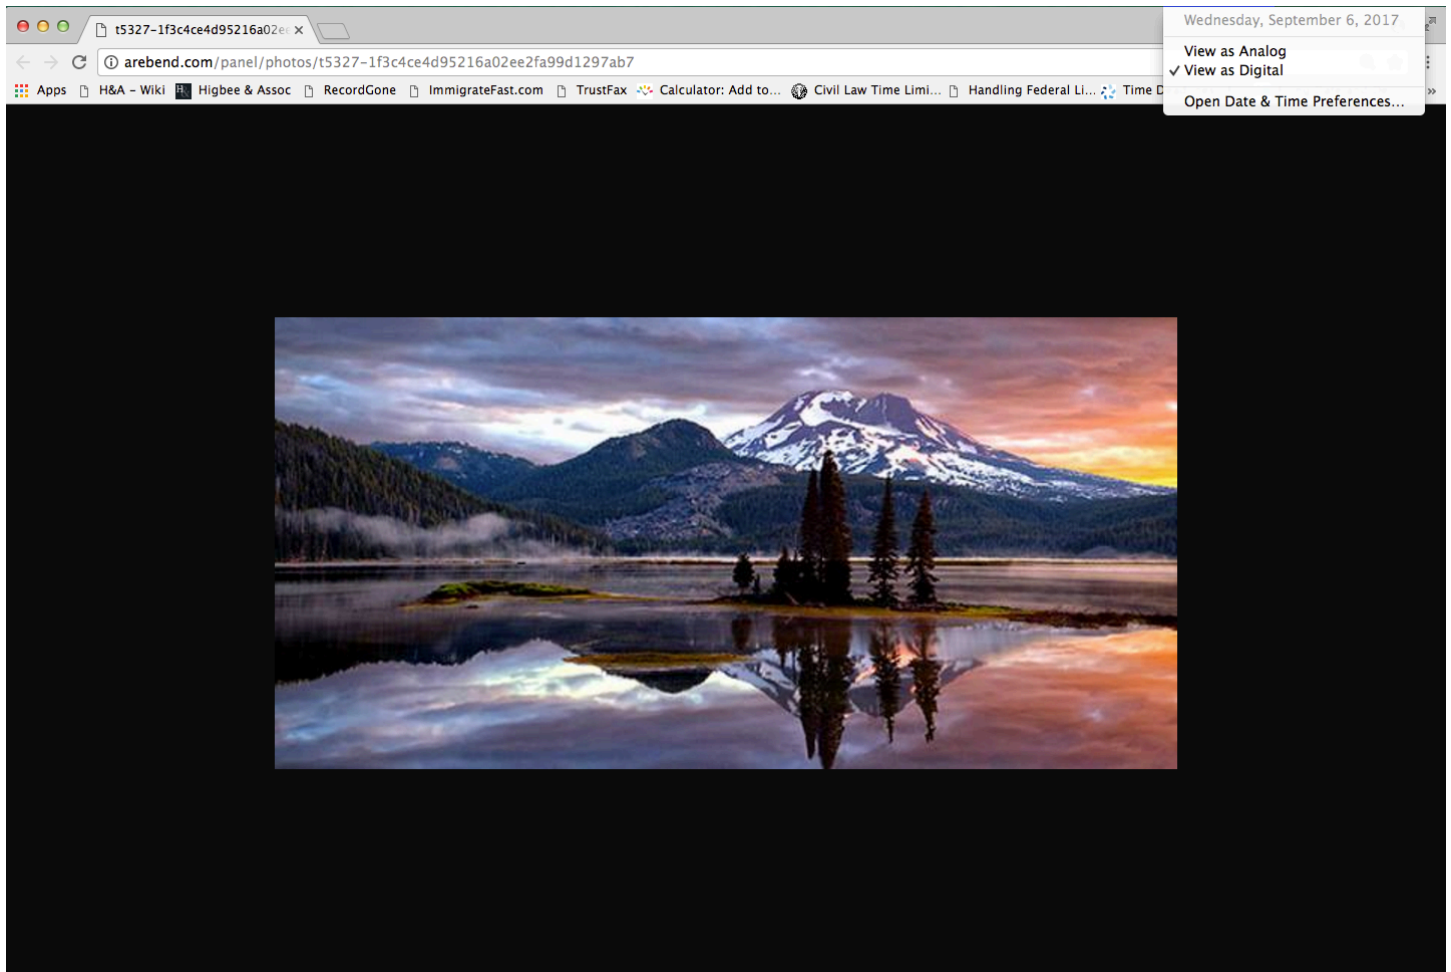 Wednesday, September 6, 2017
t5327-1f3c4ce4d95216a02e
View as Analog
arebend.com/panel/photos/t5327-1f3c4ce4d95216a02ee2fa99d1297ab7
✓ View as Digital
Apps H&A - Wiki Higbee & Assoc RecordGone ImmigrateFast.com TrustFax Calculator: Add to... Civil Law Time Limi... Handling Federal Li... Time »
Open Date & Time Preferences...